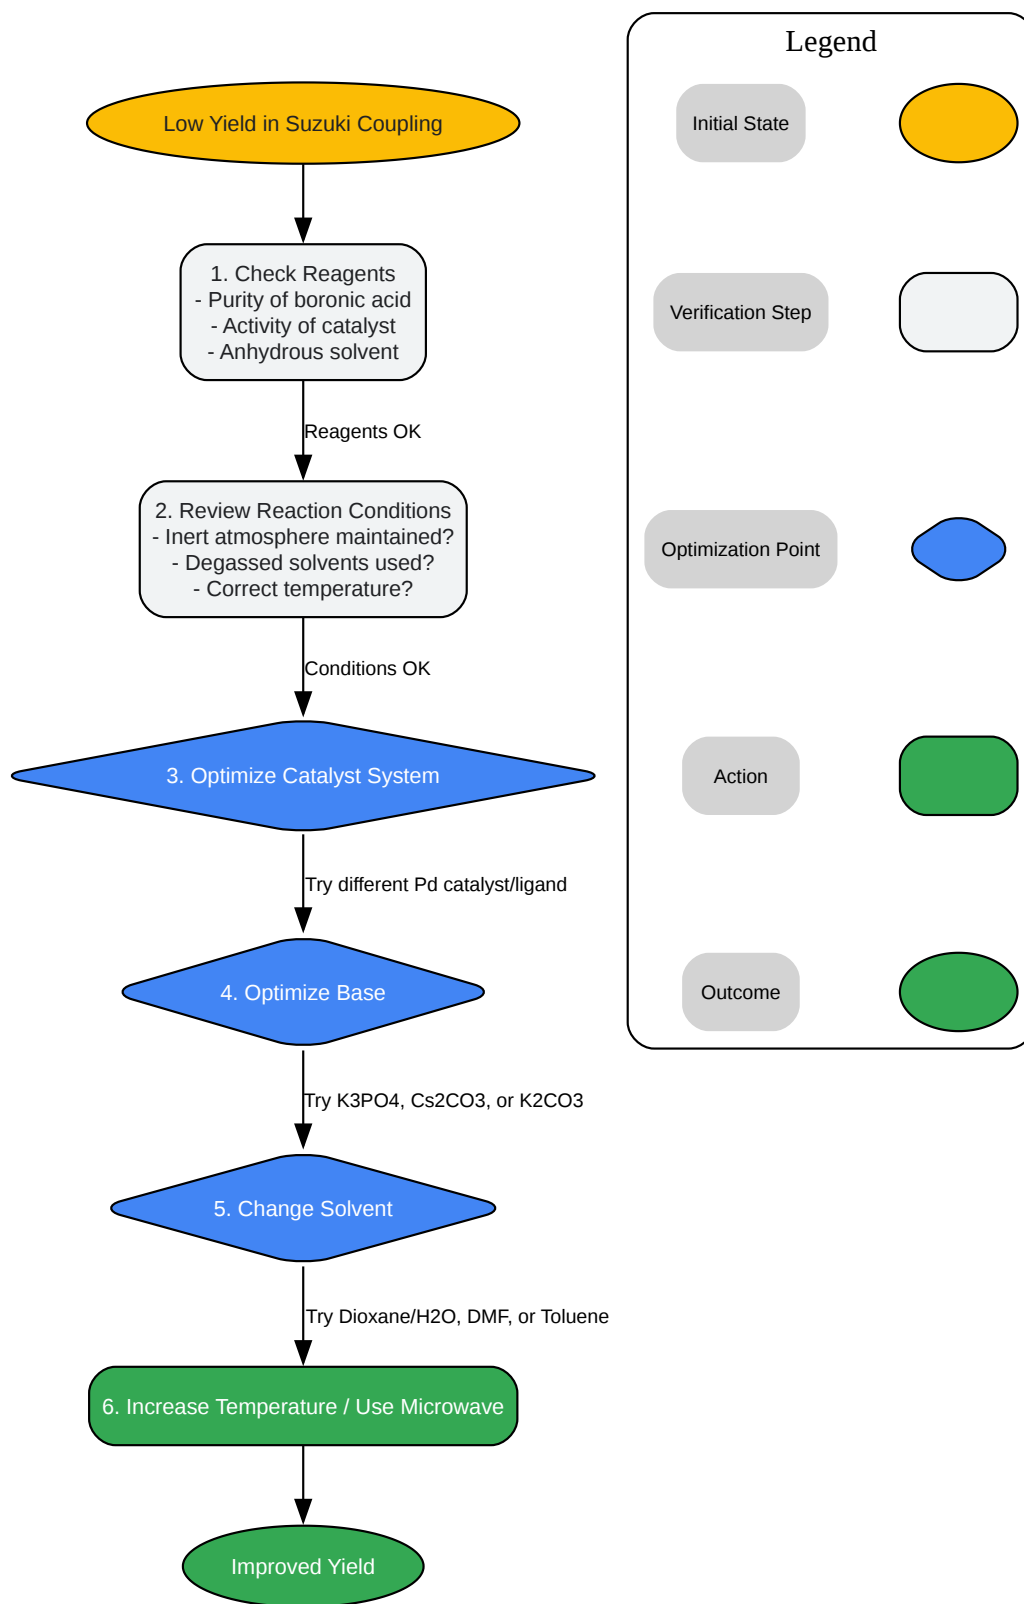 Low Yield in Suzuki Coupling
1. Check Reagents
- Purity of boronic acid
- Activity of catalyst
- Anhydrous solvent
Reagents OK
2. Review Reaction Conditions
- Inert atmosphere maintained?
- Degassed solvents used?
- Correct temperature?
Conditions OK
3. Optimize Catalyst System
Try different Pd catalyst/ligand
4. Optimize Base
Try K3PO4, Cs2CO3, or K2CO3
5. Change Solvent
Try Dioxane/H2O, DMF, or Toluene
6. Increase Temperature / Use Microwave
Improved Yield
Legend
Initial State
Verification Step
Optimization Point
Action
Outcome